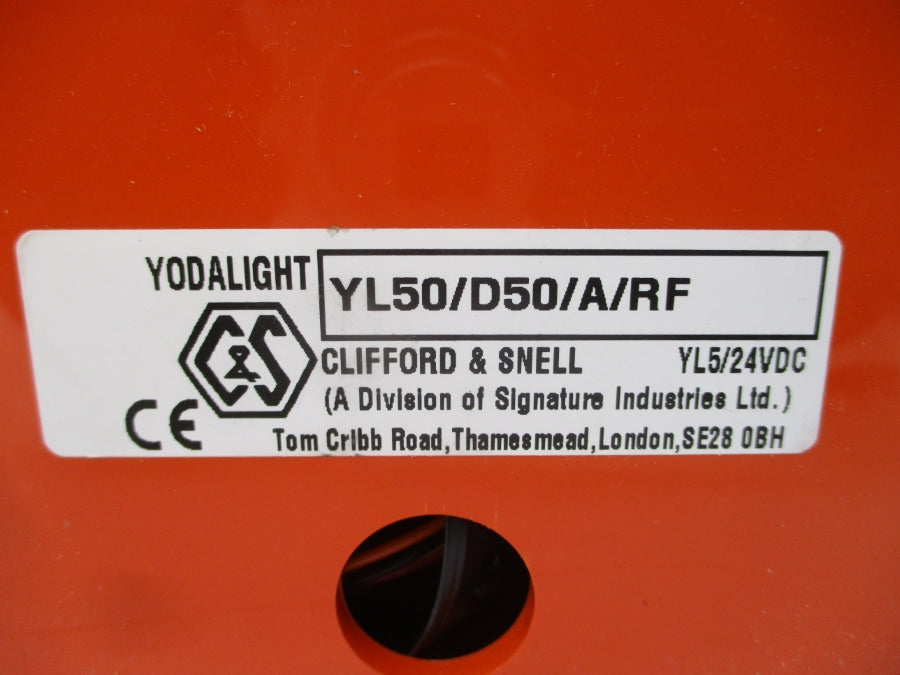 YODALIGHT YL50/D50/A/RF
C&S
CLIFFORD & SNELL YL5/24VDC
(A Division of Signature Industries Ltd.)
CE
Tom Cribb Road,Thamesmead,London,SE28 0BH